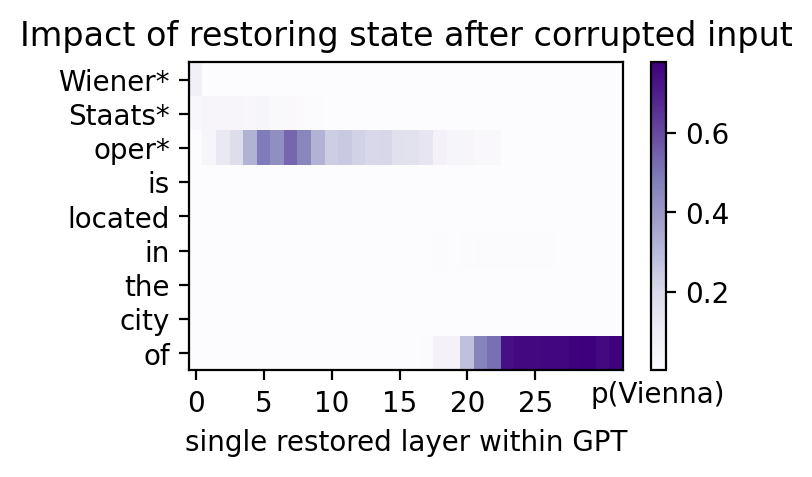 Impact of restoring state after corrupted input
Wiener*
Staats*
oper*
is
located
in
the
city
of
0 5 10 15 20 25
single restored layer within GPT
0.6
0.4
0.2
p(Vienna)